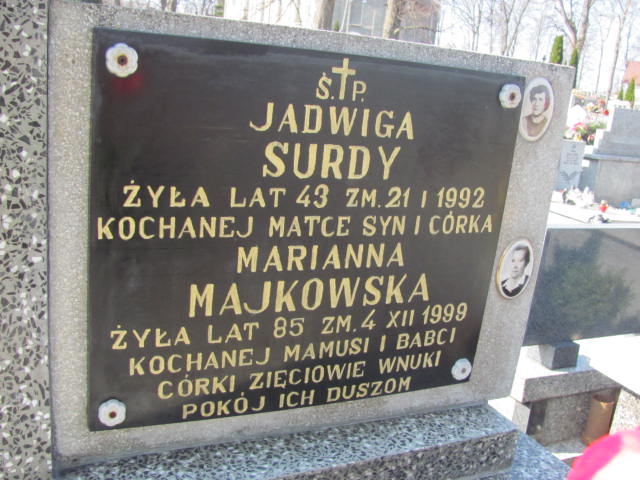 Ś.P.
JADWIGA
SURDY
ŻYŁA LAT 43 ZM. 21 I 1992
KOCHANEJ MATCE SYN I CÓRKA
MARIANNA
MAJKOWSKA
ŻYŁA LAT 85 ZM. 4 XII 1999
KOCHANEJ MAMUSI I BABCI
CÓRKI ZIĘCIOWIE WNUKI
POKÓJ ICH DUSZOM